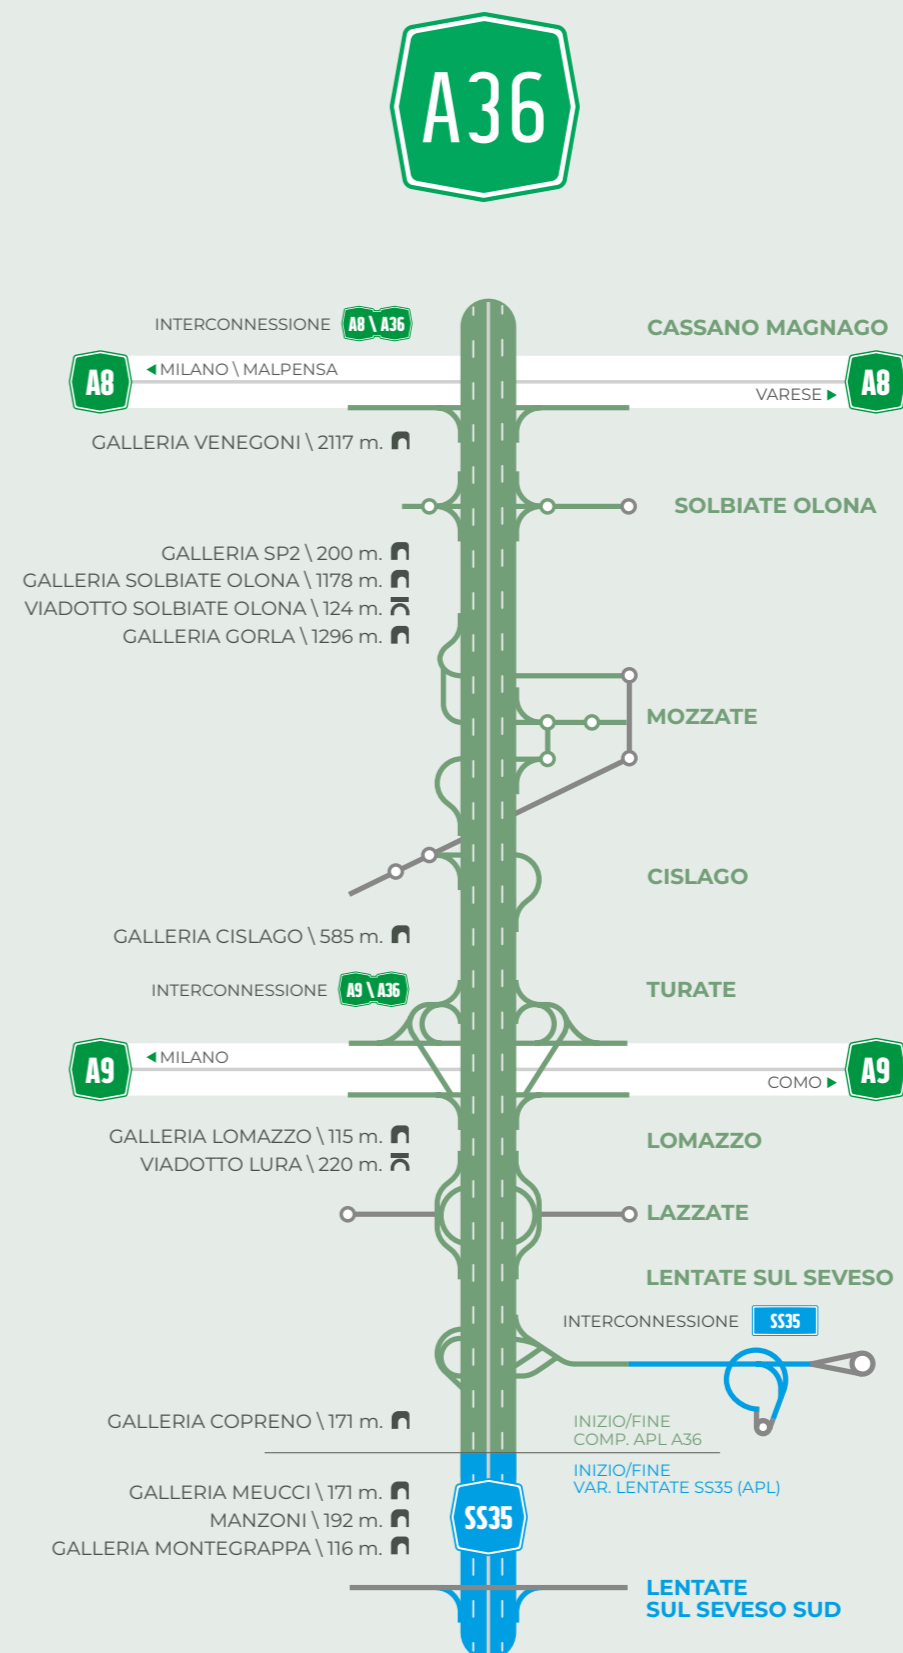 A36
INTERCONNESSIONE A8 \ A36
CASSANO MAGNAGO
A8
MILANO \ MALPENSA
VARESE
A8
GALLERIA VENEGONI \ 2117 m.
SOLBIATE OLONA
GALLERIA SP2 \ 200 m.
GALLERIA SOLBIATE OLONA \ 1178 m.
VIADOTTO SOLBIATE OLONA \ 124 m.
GALLERIA GORLA \ 1296 m.
MOZZATE
CISLAGO
GALLERIA CISLAGO \ 585 m.
INTERCONNESSIONE A9 \ A36
TURATE
A9
MILANO
COMO
A9
GALLERIA LOMAZZO \ 115 m.
VIADOTTO LURA \ 220 m.
LOMAZZO
LAZZATE
LENTATE SUL SEVESO
INTERCONNESSIONE SS35
GALLERIA COPRENO \ 171 m.
INIZIO/FINE
COMP. APL A36
INIZIO/FINE
VAR. LENTATE SS35 (APL)
GALLERIA MEUCCI \ 171 m.
MANZONI \ 192 m.
GALLERIA MONTEGRAPPA \ 116 m.
SS35
LENTATE
SUL SEVESO SUD